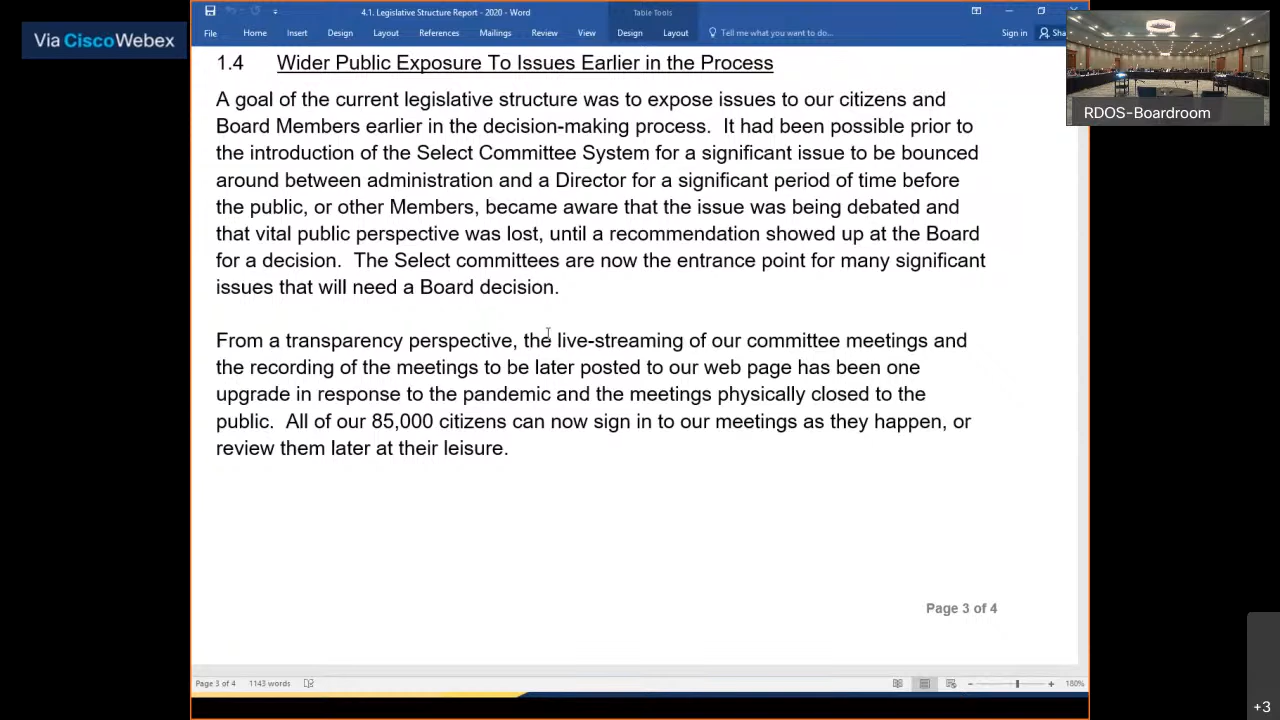 Via CiscoWebex
4.1. Legislative Structure Report - 2020 - Word
Table Tools
File Home Insert Design Layout References Mailings Review View Design Layout Tell me what you want to do... Sign in Sha
RDOS-Boardroom
1.4 Wider Public Exposure To Issues Earlier in the Process
A goal of the current legislative structure was to expose issues to our citizens and
Board Members earlier in the decision-making process. It had been possible prior to
the introduction of the Select Committee System for a significant issue to be bounced
around between administration and a Director for a significant period of time before
the public, or other Members, became aware that the issue was being debated and
that vital public perspective was lost, until a recommendation showed up at the Board
for a decision. The Select committees are now the entrance point for many significant
issues that will need a Board decision.
From a transparency perspective, the live-streaming of our committee meetings and
the recording of the meetings to be later posted to our web page has been one
upgrade in response to the pandemic and the meetings physically closed to the
public. All of our 85,000 citizens can now sign in to our meetings as they happen, or
review them later at their leisure.
Page 3 of 4
Page 3 of 4 1143 words
180%
+3